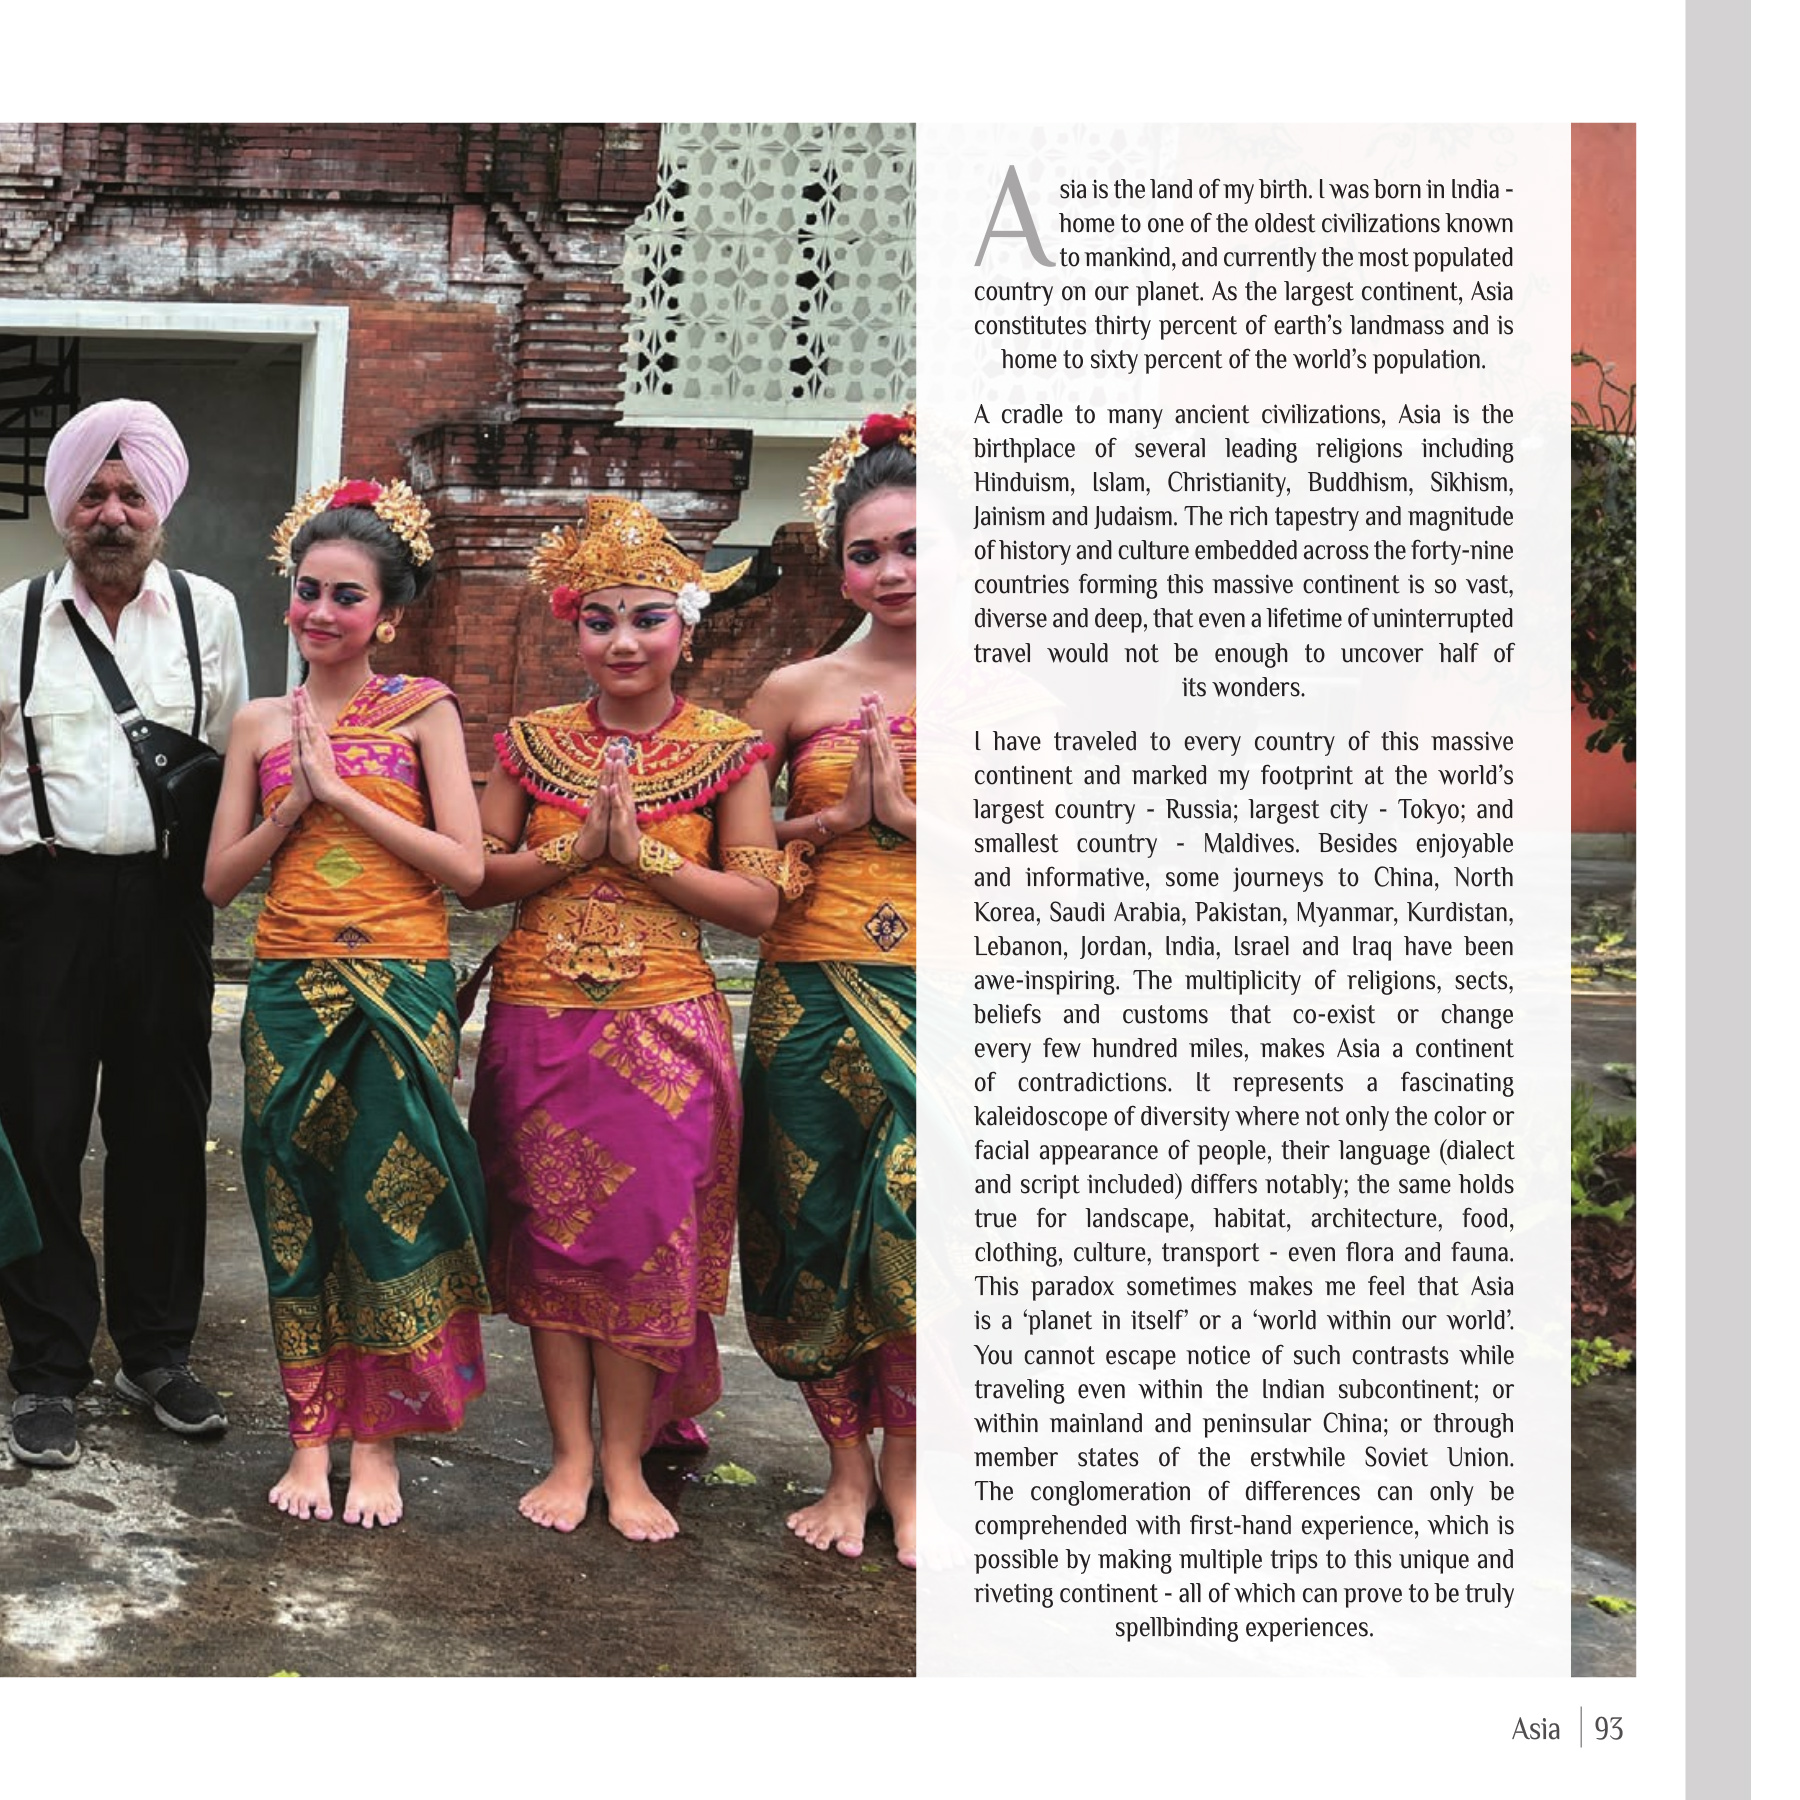 Asia is the land of my birth. I was born in India -
home to one of the oldest civilizations known
to mankind, and currently the most populated
country on our planet. As the largest continent, Asia
constitutes thirty percent of earth’s landmass and is
home to sixty percent of the world’s population.
A cradle to many ancient civilizations, Asia is the
birthplace of several leading religions including
Hinduism, Islam, Christianity, Buddhism, Sikhism,
Jainism and Judaism. The rich tapestry and magnitude
of history and culture embedded across the forty-nine
countries forming this massive continent is so vast,
diverse and deep, that even a lifetime of uninterrupted
travel would not be enough to uncover half of
its wonders.
I have traveled to every country of this massive
continent and marked my footprint at the world’s
largest country - Russia; largest city - Tokyo; and
smallest country - Maldives. Besides enjoyable
and informative, some journeys to China, North
Korea, Saudi Arabia, Pakistan, Myanmar, Kurdistan,
Lebanon, Jordan, India, Israel and Iraq have been
awe-inspiring. The multiplicity of religions, sects,
beliefs and customs that co-exist or change
every few hundred miles, makes Asia a continent
of contradictions. It represents a fascinating
kaleidoscope of diversity where not only the color or
facial appearance of people, their language (dialect
and script included) differs notably; the same holds
true for landscape, habitat, architecture, food,
clothing, culture, transport - even flora and fauna.
This paradox sometimes makes me feel that Asia
is a ‘planet in itself’ or a ‘world within our world’.
You cannot escape notice of such contrasts while
traveling even within the Indian subcontinent; or
within mainland and peninsular China; or through
member states of the erstwhile Soviet Union.
The conglomeration of differences can only be
comprehended with first-hand experience, which is
possible by making multiple trips to this unique and
riveting continent - all of which can prove to be truly
spellbinding experiences.
Asia | 93